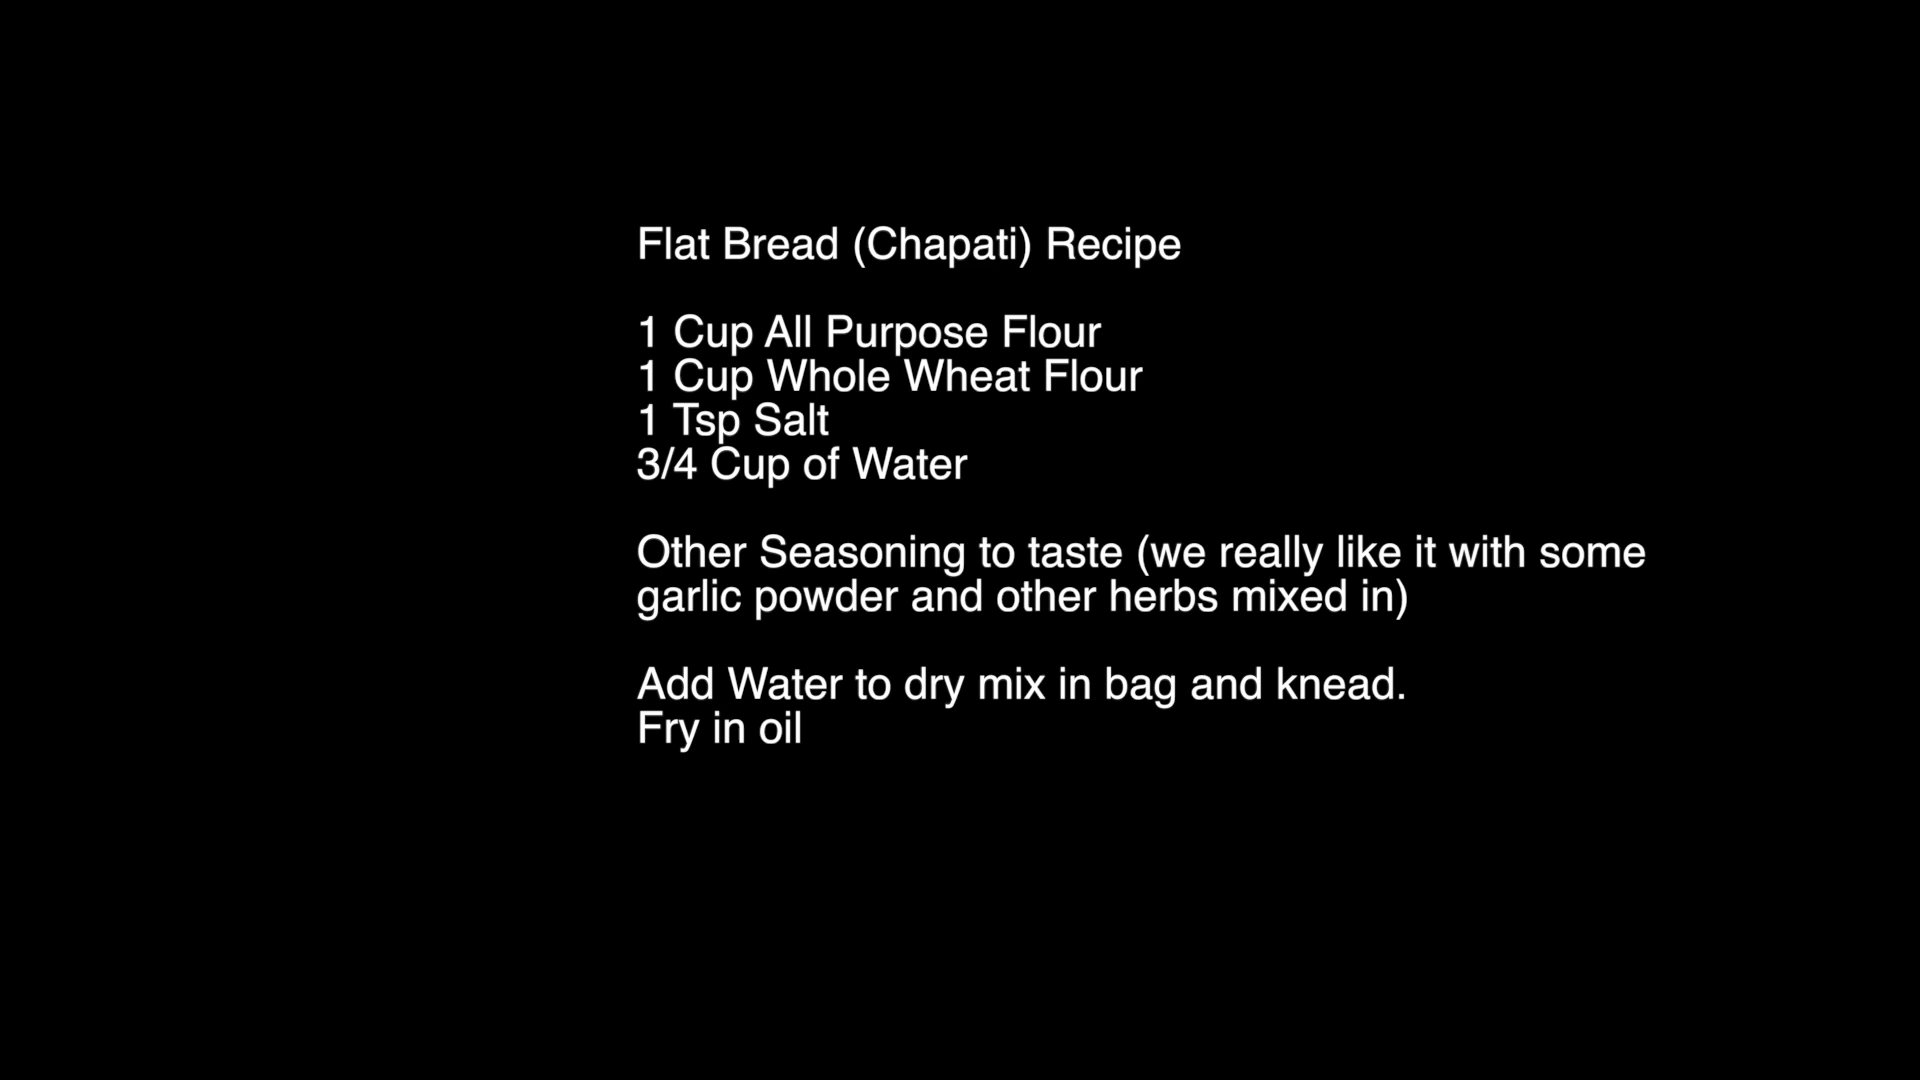 Flat Bread (Chapati) Recipe
1 Cup All Purpose Flour
1 Cup Whole Wheat Flour
1 Tsp Salt
3/4 Cup of Water
Other Seasoning to taste (we really like it with some
garlic powder and other herbs mixed in)
Add Water to dry mix in bag and knead.
Fry in oil